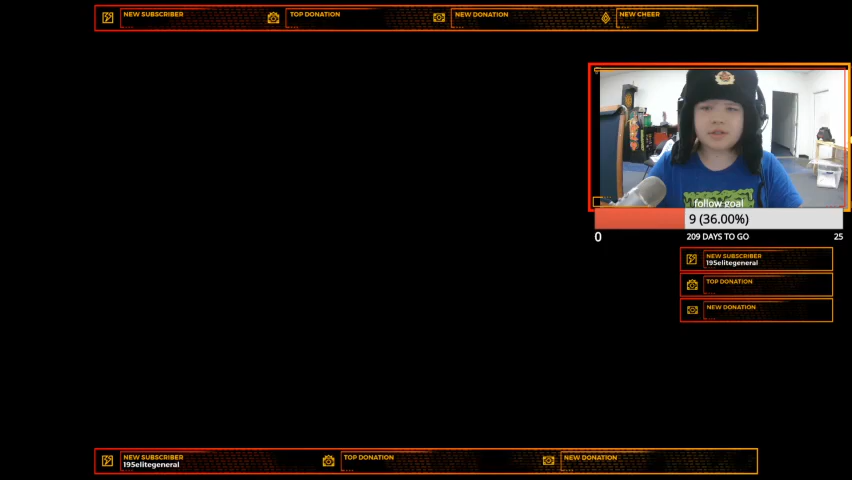 NEW SUBSCRIBER
TOP DONATION
NEW DONATION
NEW CHEER
follow goal
9 (36.00%)
0
209 DAYS TO GO
25
NEW SUBSCRIBER
195elitegeneral
TOP DONATION
NEW DONATION
NEW SUBSCRIBER
195elitegeneral
TOP DONATION
NEW DONATION